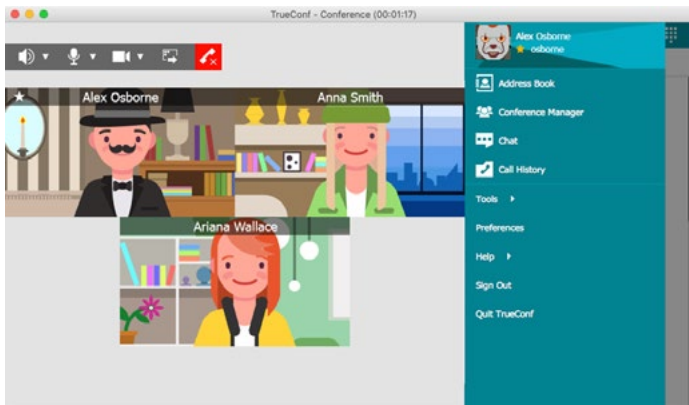 TrueConf - Conference (00:01:17)
Alex Osborne
osborne
Alex Osborne
Anna Smith
Ariana Wallace
Address Book
Conference Manager
Chat
Call History
Tools
Preferences
Help
Sign Out
Quit TrueConf